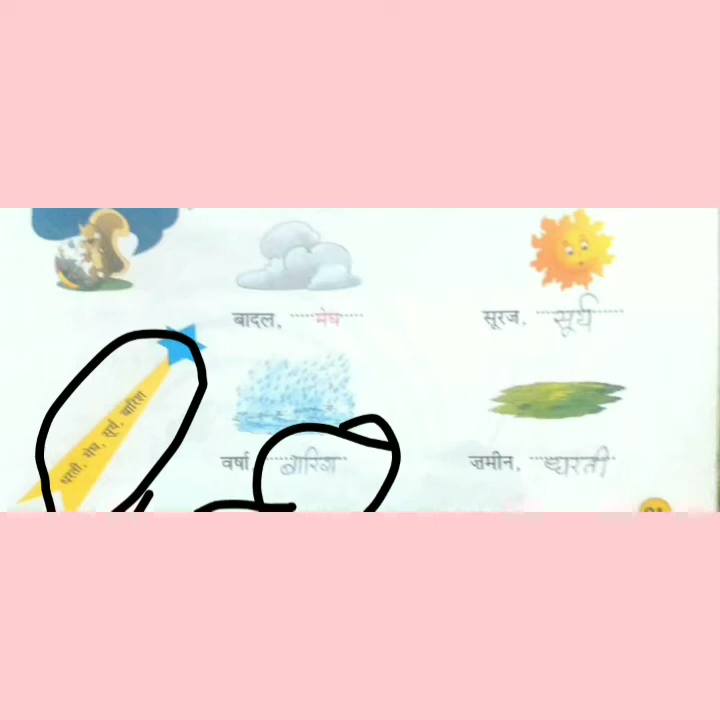 बादल, मेघ
सूरज, सूर्य
धरती, मेघ, सूर्य, बारिश
वर्षा बारिश
जमीन, धरती